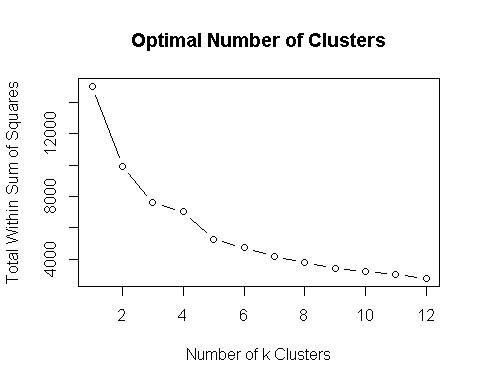 Optimal Number of Clusters
Total Within Sum of Squares
12000
8000
4000
2 4 6 8 10 12
Number of k Clusters